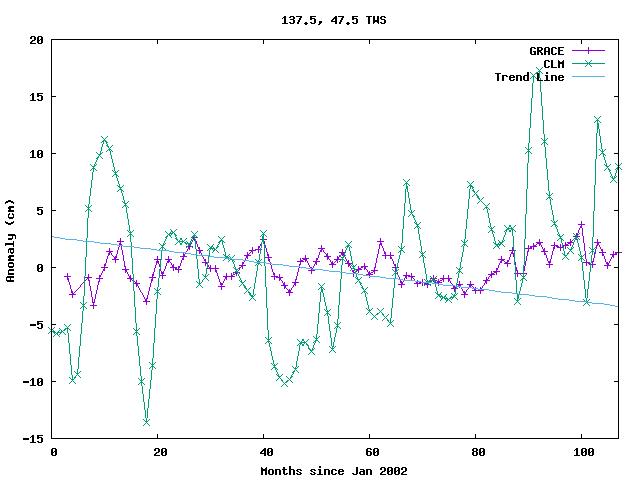 137.5, 47.5 TWS
GRACE
CLM
Trend Line
20
15
10
5
0
-5
-10
-15
Anomaly (cm)
0 20 40 60 80 100
Months since Jan 2002